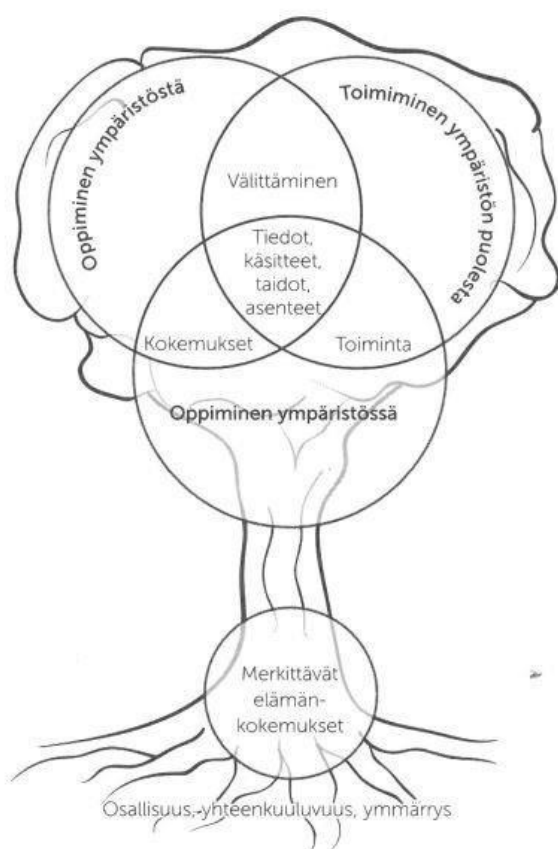 Oppiminen ympäristöstä
Toimiminen ympäristön puolesta
Välittäminen
Tiedot,
käsitteet,
taidot,
asenteet
Kokemukset
Toiminta
Oppiminen ympäristössä
Merkittävät
elämän-
kokemukset
Osallisuus, yhteenkuuluvuus, ymmärrys